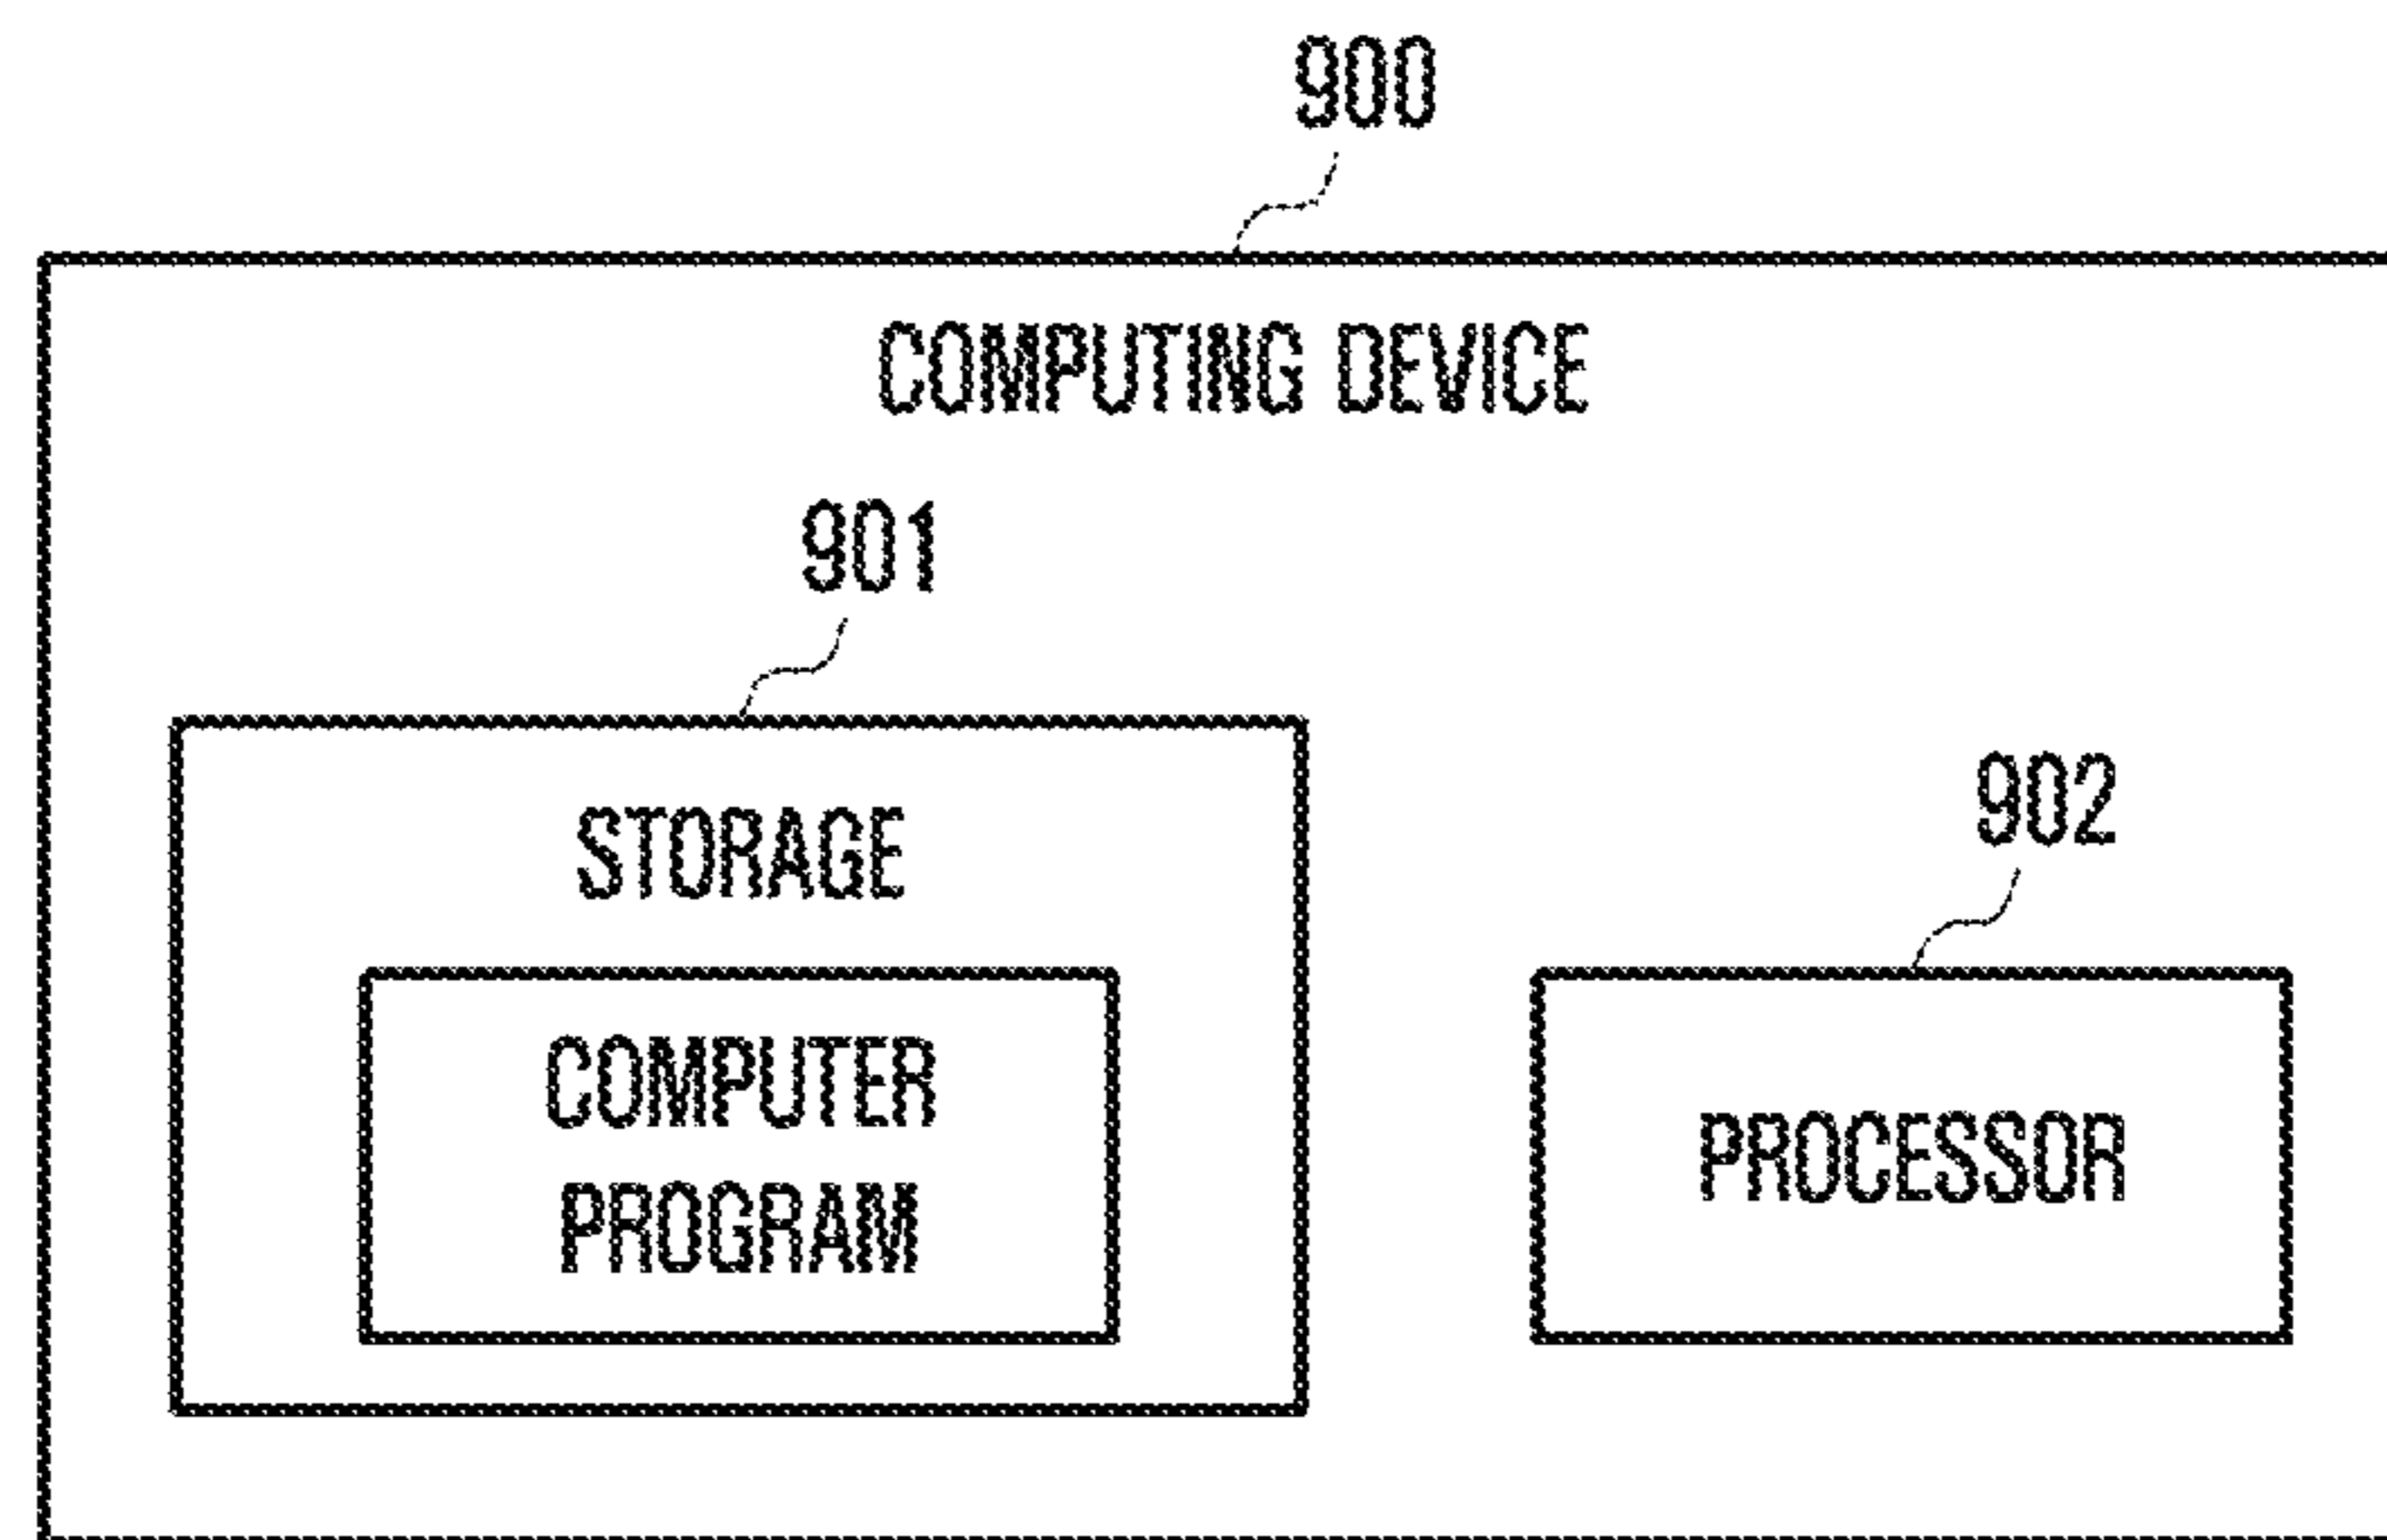 900
COMPUTING DEVICE
901
STORAGE
902
COMPUTER
PROGRAM
PROCESSOR